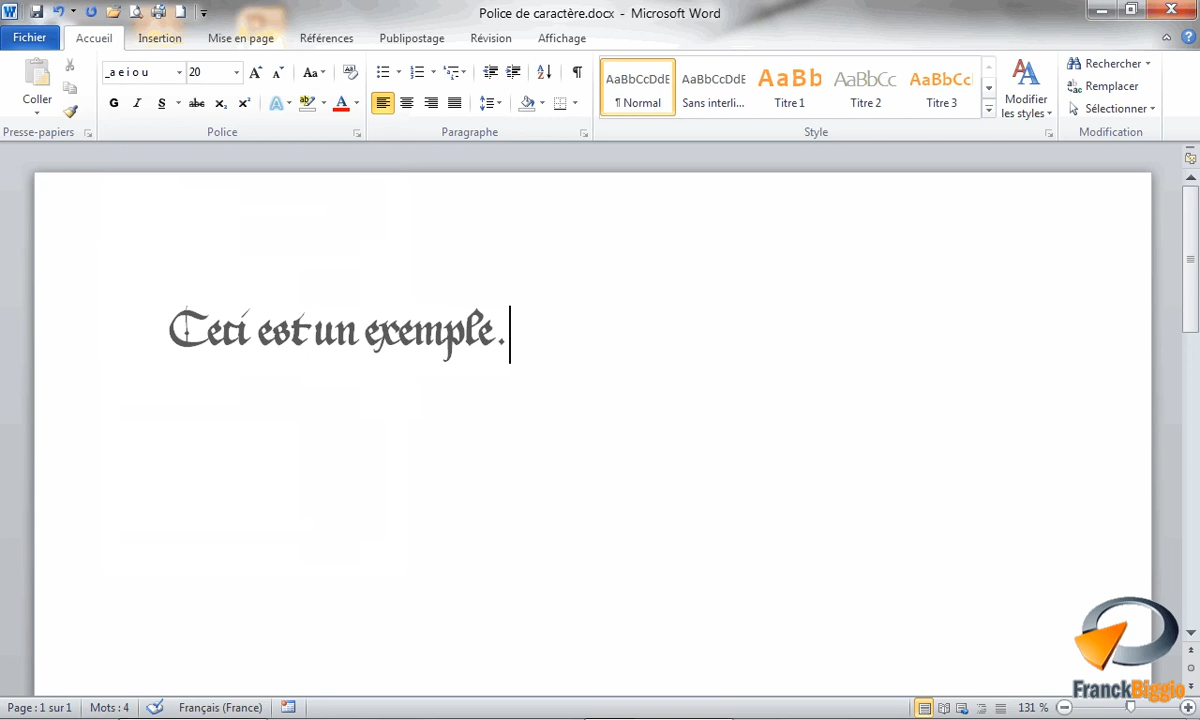 Police de caractère.docx - Microsoft Word
Fichier Accueil Insertion Mise en page Références Publipostage Révision Affichage
_a e i o u 20 Aa
Rechercher
Remplacer
Sélectionner
Coller
G I S abc x₂ x² A ab A
AaBbCcDdE AaBbCcDdE AaBb AaBbCc AaBbCc
¶ Normal Sans interli... Titre 1 Titre 2 Titre 3
Modifier
les styles
Presse-papiers Police Paragraphe Style Modification
Ceci est un exemple.
FranckBiggio
Page : 1 sur 1 Mots : 4 Français (France) 131 %